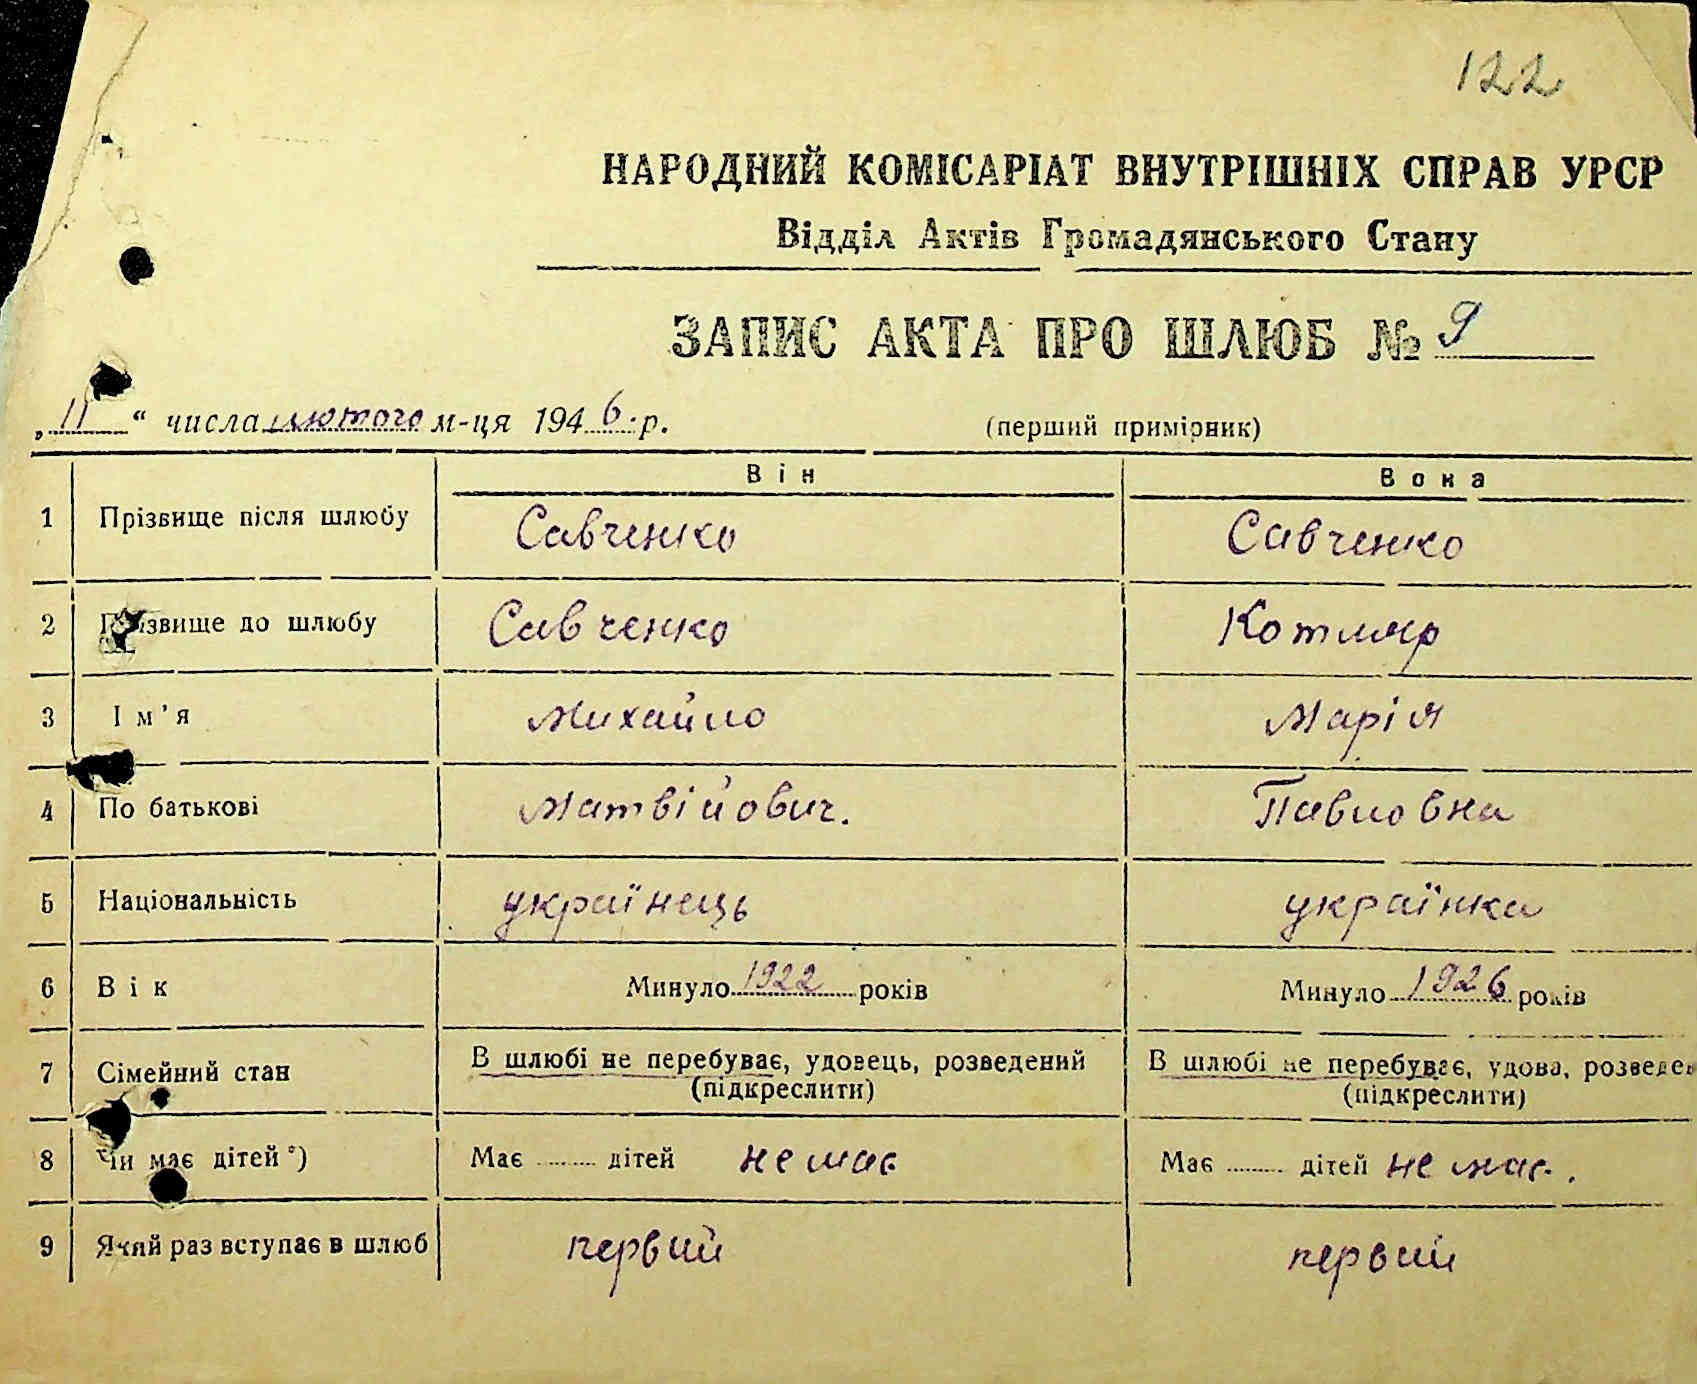 122
НАРОДНИЙ КОМІСАРІАТ ВНУТРІШНІХ СПРАВ УРСР
Відділ Актів Громадянського Стану
ЗАПИС АКТА ПРО ШЛЮБ № 9
„11“ числа лютого м-ця 1946.р. (перший примірник)
Він Вона
1 Прізвище після шлюбу Савченко Савченко
2 Прізвище до шлюбу Савченко Котляр
3 Ім'я Михайло Марія
4 По батькові Матвійович. Павловна
5 Національність українець українка
6 Вік Минуло 1922 років Минуло 1926 років
7 Сімейний стан В шлюбі не перебуває, удовець, розведений В шлюбі не перебуває, удова, розведен
(підкреслити) (підкреслити)
8 Чи має дітей*) Має ........ дітей не має Має ........ дітей не має.
9 Який раз вступає в шлюб первий первий